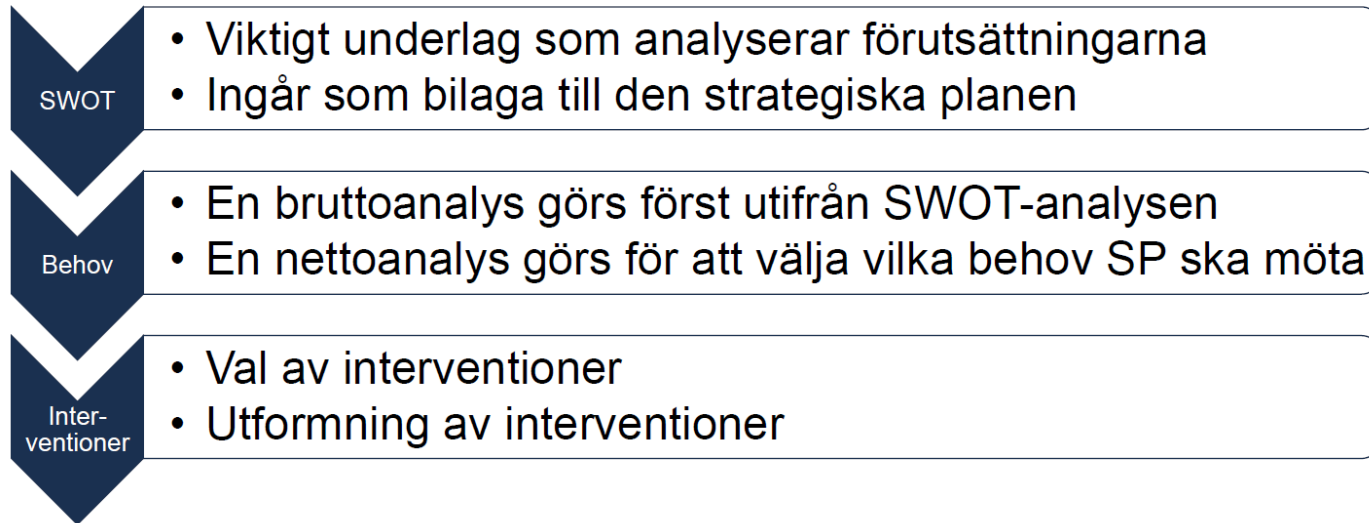 SWOT
• Viktigt underlag som analyserar förutsättningarna
• Ingår som bilaga till den strategiska planen
Behov
• En bruttoanalys görs först utifrån SWOT-analysen
• En nettoanalys görs för att välja vilka behov SP ska möta
Inter-
ventioner
• Val av interventioner
• Utformning av interventioner